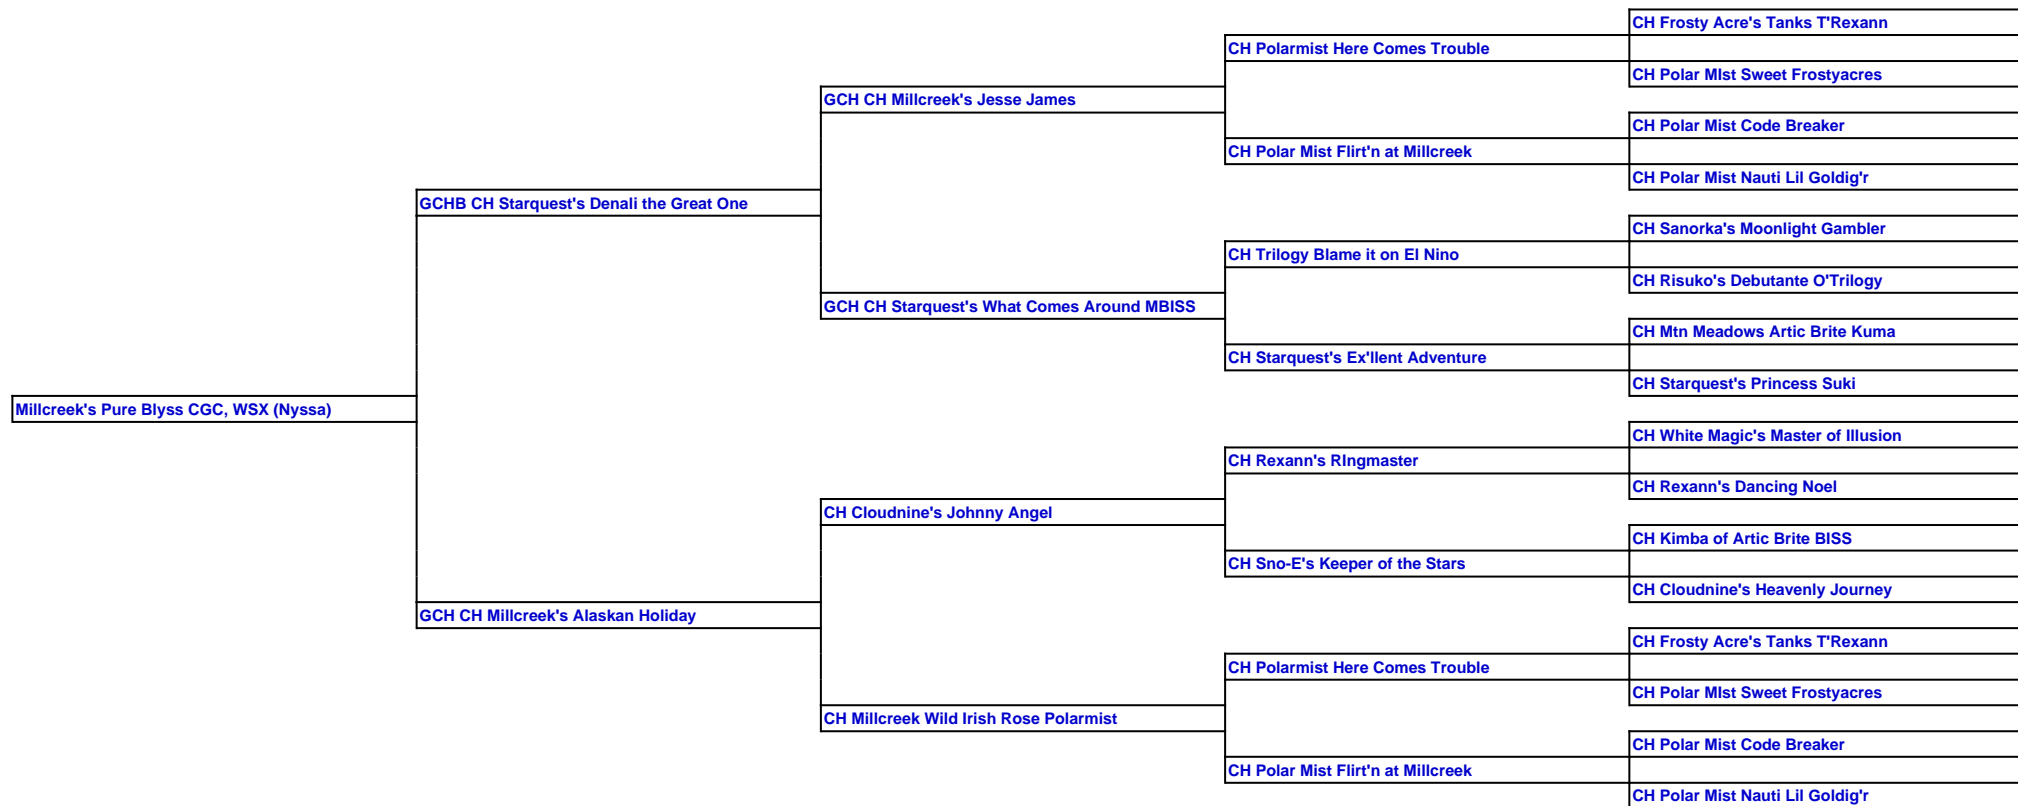 CH Frosty Acre's Tanks T'Rexann
CH Polarmist Here Comes Trouble
CH Polar MIst Sweet Frostyacres
GCH CH Millcreek's Jesse James
CH Polar Mist Code Breaker
CH Polar Mist Flirt'n at Millcreek
CH Polar Mist Nauti Lil Goldig'r
GCHB CH Starquest's Denali the Great One
CH Sanorka's Moonlight Gambler
CH Trilogy Blame it on El Nino
CH Risuko's Debutante O'Trilogy
GCH CH Starquest's What Comes Around MBISS
CH Mtn Meadows Artic Brite Kuma
CH Starquest's Ex'llent Adventure
CH Starquest's Princess Suki
Millcreek's Pure Blyss CGC, WSX (Nyssa)
CH White Magic's Master of Illusion
CH Rexann's RIngmaster
CH Rexann's Dancing Noel
CH Cloudnine's Johnny Angel
CH Kimba of Artic Brite BISS
CH Sno-E's Keeper of the Stars
CH Cloudnine's Heavenly Journey
GCH CH Millcreek's Alaskan Holiday
CH Frosty Acre's Tanks T'Rexann
CH Polarmist Here Comes Trouble
CH Polar MIst Sweet Frostyacres
CH Millcreek Wild Irish Rose Polarmist
CH Polar Mist Code Breaker
CH Polar Mist Flirt'n at Millcreek
CH Polar Mist Nauti Lil Goldig'r